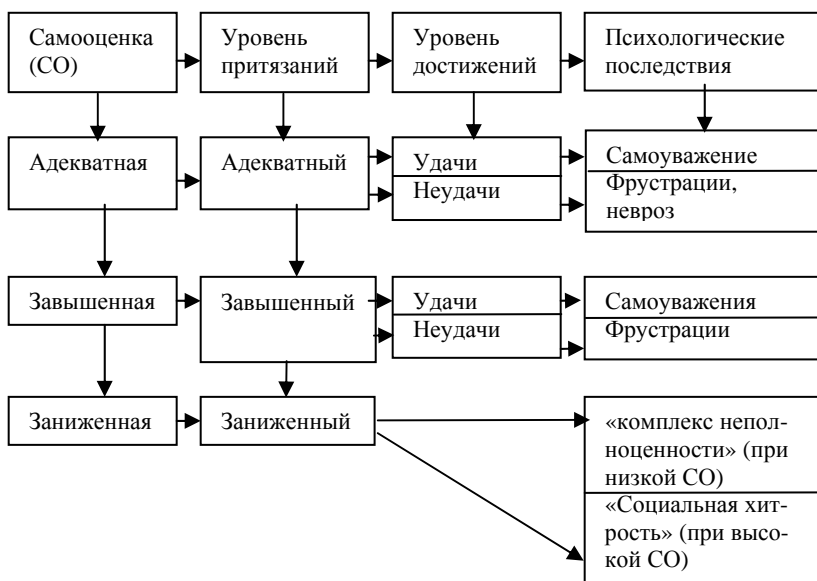 Самооценка
(СО)
Уровень
притязаний
Уровень
достижений
Психологические
последствия
Адекватная
Адекватный
Удачи
Неудачи
Самоуважение
Фрустрации,
невроз
Завышенная
Завышенный
Удачи
Неудачи
Самоуважения
Фрустрации
Заниженная
Заниженный
«комплекс непол-
ноценности» (при
низкой СО)
«Социальная хит-
рость» (при высо-
кой СО)